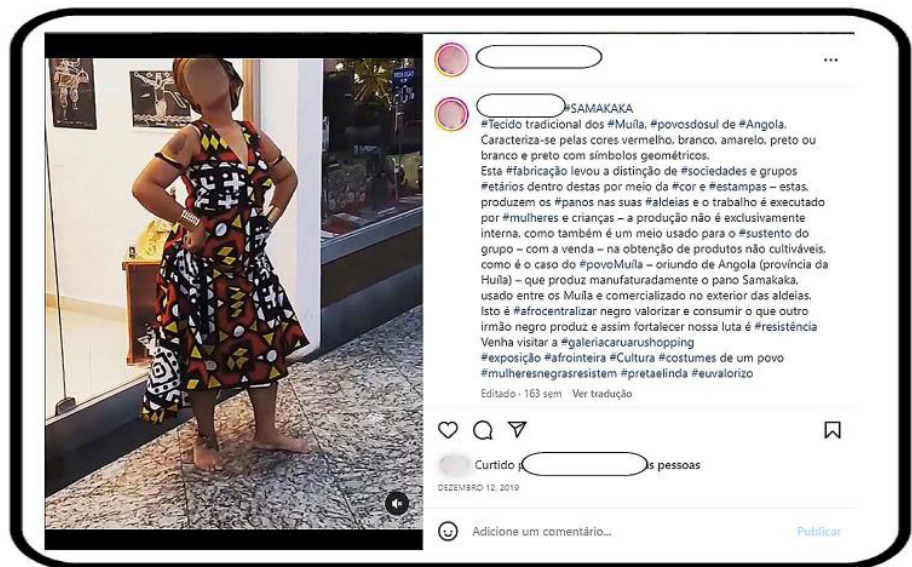 #SAMAKAKA
#Tecido tradicional dos #Muíla, #povosdosul de #Angola.
Caracteriza-se pelas cores vermelho, branco, amarelo, preto ou
branco e preto com símbolos geométricos.
Esta #fabricação levou a distinção de #sociedades e grupos
#etários dentro destas por meio da #cor e #estampas – estas,
produzem os #panos nas suas #aldeias e o trabalho é executado
por #mulheres e crianças – a produção não é exclusivamente
interna, como também é um meio usado para o #sustento do
grupo – com a venda – na obtenção de produtos não cultiváveis,
como é o caso do #povoMuíla – oriundo de Angola (província da
Huíla) – que produz manufaturadamente o pano Samakaka,
usado entre os Muíla e comercializado no exterior das aldeias.
Isto é #afrocentralizar negro valorizar e consumir o que outro
irmão negro produz e assim fortalecer nossa luta é #resistência
Venha visitar a #galeriacaruarushopping
#exposição #afrointeira #Cultura #costumes de um povo
#mulheresnegrasresistem #pretaelinda #euvalorizo
Editado · 163 sem Ver tradução
Curtido p
s pessoas
DEZEMBRO 12, 2019
Adicione um comentário... Publicar